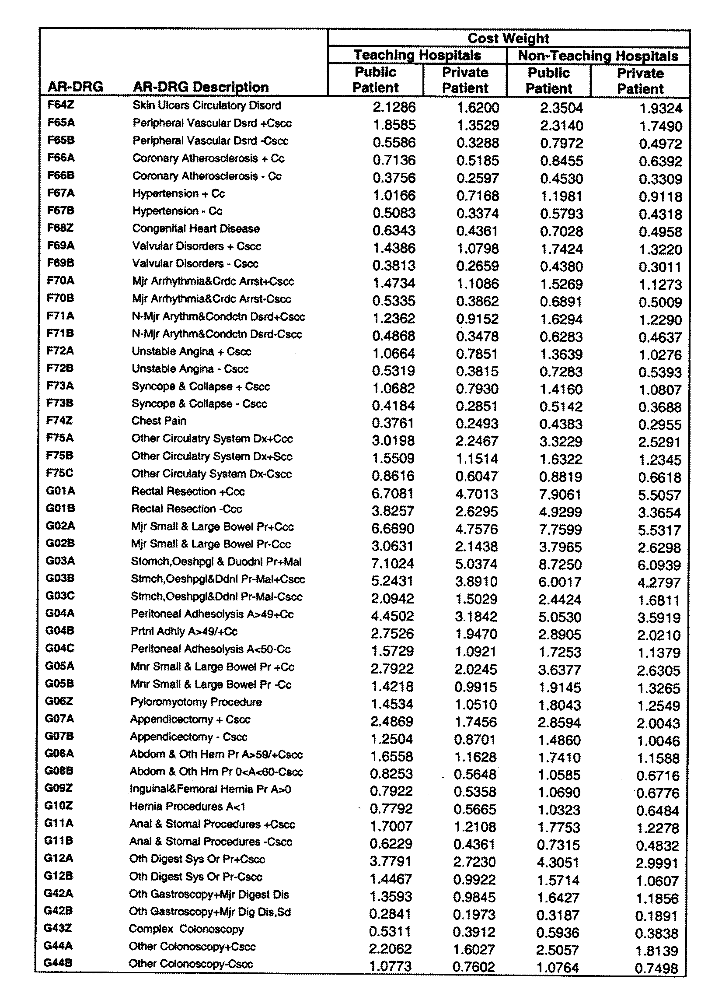 Cost Weight
Teaching Hospitals Non-Teaching Hospitals
Public Private Public Private
AR-DRG AR-DRG Description Patient Patient Patient Patient
F64Z Skin Ulcers Circulatory Disord 2.1286 1.6200 2.3504 1.9324
F65A Peripheral Vascular Dsrd +Cscc 1.8585 1.3529 2.3140 1.7490
F65B Peripheral Vascular Dsrd -Cscc 0.5586 0.3288 0.7972 0.4972
F66A Coronary Atherosclerosis + Cc 0.7136 0.5185 0.8455 0.6392
F66B Coronary Atherosclerosis - Cc 0.3756 0.2597 0.4530 0.3309
F67A Hypertension + Cc 1.0166 0.7168 1.1981 0.9118
F67B Hypertension - Cc 0.5083 0.3374 0.5793 0.4318
F68Z Congenital Heart Disease 0.6343 0.4361 0.7028 0.4958
F69A Valvular Disorders + Cscc 1.4386 1.0798 1.7424 1.3220
F69B Valvular Disorders - Cscc 0.3813 0.2659 0.4380 0.3011
F70A Mjr Arrhythmia&Crdc Arrst+Cscc 1.4734 1.1086 1.5269 1.1273
F70B Mjr Arrhythmia&Crdc Arrst-Cscc 0.5335 0.3862 0.6891 0.5009
F71A N-Mjr Arythm&Condctn Dsrd+Cscc 1.2362 0.9152 1.6294 1.2290
F71B N-Mjr Arythm&Condctn Dsrd-Cscc 0.4868 0.3478 0.6283 0.4637
F72A Unstable Angina + Cscc 1.0664 0.7851 1.3639 1.0276
F72B Unstable Angina - Cscc 0.5319 0.3815 0.7283 0.5393
F73A Syncope & Collapse + Cscc 1.0682 0.7930 1.4160 1.0807
F73B Syncope & Collapse - Cscc 0.4184 0.2851 0.5142 0.3688
F74Z Chest Pain 0.3761 0.2493 0.4383 0.2955
F75A Other Circulatry System Dx+Ccc 3.0198 2.2467 3.3229 2.5291
F75B Other Circulatry System Dx+Scc 1.5509 1.1514 1.6322 1.2345
F75C Other Circulaty System Dx-Cscc 0.8616 0.6047 0.8819 0.6618
G01A Rectal Resection +Ccc 6.7081 4.7013 7.9061 5.5057
G01B Rectal Resection -Ccc 3.8257 2.6295 4.9299 3.3654
G02A Mjr Small & Large Bowel Pr+Ccc 6.6690 4.7576 7.7599 5.5317
G02B Mjr Small & Large Bowel Pr-Ccc 3.0631 2.1438 3.7965 2.6298
G03A Stomch,Oeshpgl & Duodnl Pr+Mal 7.1024 5.0374 8.7250 6.0939
G03B Stmch,Oeshpgl&Ddnl Pr-Mal+Cscc 5.2431 3.8910 6.0017 4.2797
G03C Stmch,Oeshpgl&Ddnl Pr-Mal-Cscc 2.0942 1.5029 2.4424 1.6811
G04A Peritoneal Adhesolysis A>49+Cc 4.4502 3.1842 5.0530 3.5919
G04B Prtnl Adhly A>49/+Cc 2.7526 1.9470 2.8905 2.0210
G04C Peritoneal Adhesolysis A<50-Cc 1.5729 1.0921 1.7253 1.1379
G05A Mnr Small & Large Bowel Pr +Cc 2.7922 2.0245 3.6377 2.6305
G05B Mnr Small & Large Bowel Pr -Cc 1.4218 0.9915 1.9145 1.3265
G06Z Pyloromyotomy Procedure 1.4534 1.0510 1.8043 1.2549
G07A Appendicectomy + Cscc 2.4869 1.7456 2.8594 2.0043
G07B Appendicectomy - Cscc 1.2504 0.8701 1.4860 1.0046
G08A Abdom & Oth Hern Pr A>59/+Cscc 1.6558 1.1628 1.7410 1.1588
G08B Abdom & Oth Hrn Pr 0<A<60-Cscc 0.8253 0.5648 1.0585 0.6716
G09Z Inguinal&Femoral Hernia Pr A>0 0.7922 0.5358 1.0690 0.6776
G10Z Hernia Procedures A<1 0.7792 0.5665 1.0323 0.6484
G11A Anal & Stomal Procedures +Cscc 1.7007 1.2108 1.7753 1.2278
G11B Anal & Stomal Procedures -Cscc 0.6229 0.4361 0.7315 0.4832
G12A Oth Digest Sys Or Pr+Cscc 3.7791 2.7230 4.3051 2.9991
G12B Oth Digest Sys Or Pr-Cscc 1.4467 0.9922 1.5714 1.0607
G42A Oth Gastroscopy+Mjr Digest Dis 1.3593 0.9845 1.6427 1.1856
G42B Oth Gastroscopy+Mjr Dig Dis,Sd 0.2841 0.1973 0.3187 0.1891
G43Z Complex Colonoscopy 0.5311 0.3912 0.5936 0.3838
G44A Other Colonoscopy+Cscc 2.2062 1.6027 2.5057 1.8139
G44B Other Colonoscopy-Cscc 1.0773 0.7602 1.0764 0.7498